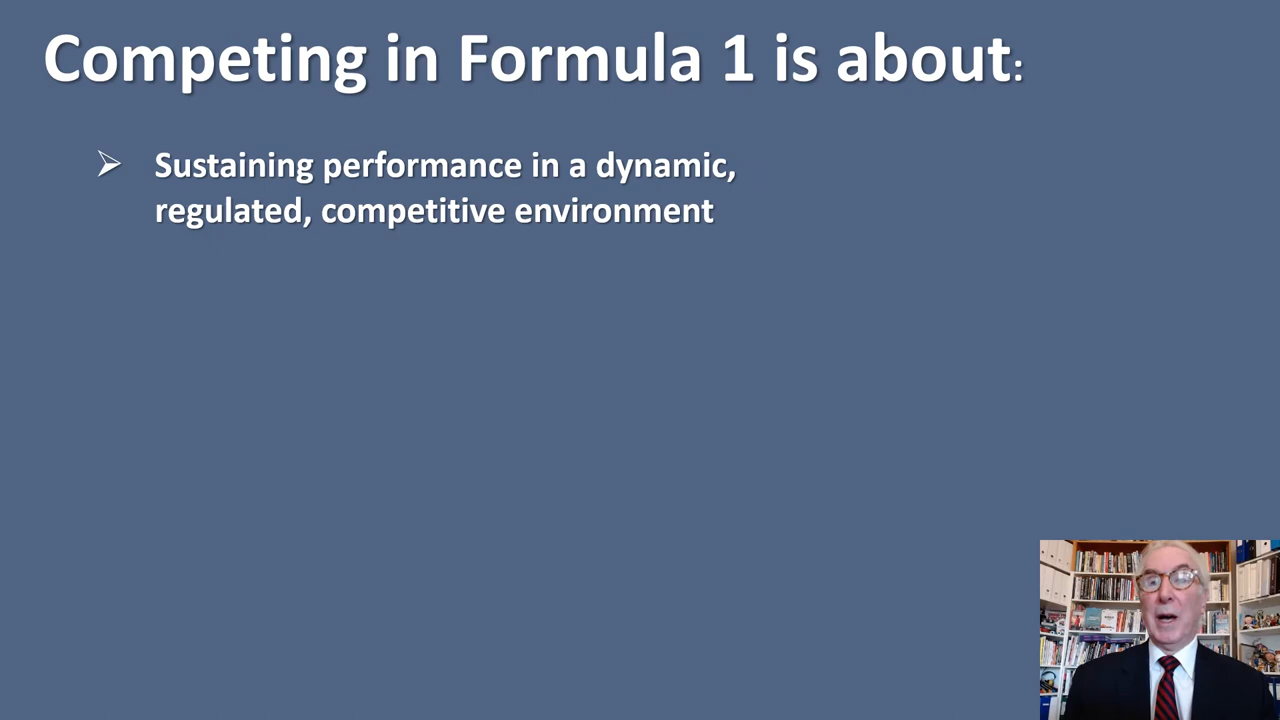 Competing in Formula 1 is about:
➢ Sustaining performance in a dynamic,
regulated, competitive environment